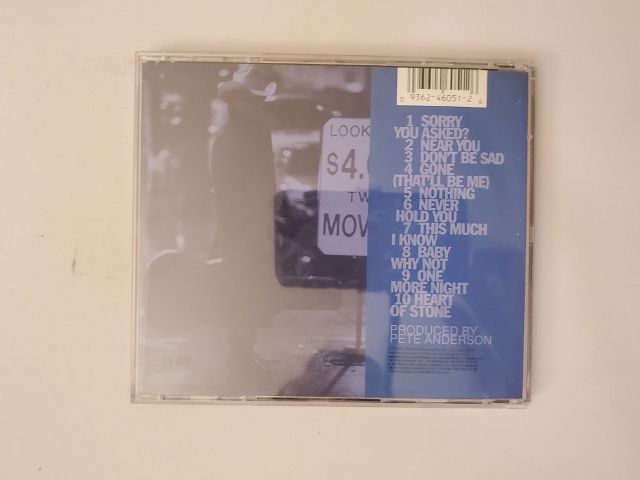 0 9362-46051-2 6
LOOK
$4.
TW
MOV
1 SORRY
YOU ASKED?
2 NEAR YOU
3 DON'T BE SAD
4 GONE
(THAT'LL BE ME)
5 NOTHING
6 NEVER
HOLD YOU
7 THIS MUCH
I KNOW
8 BABY
WHY NOT
9 ONE
MORE NIGHT
10 HEART
OF STONE
PRODUCED BY
PETE ANDERSON